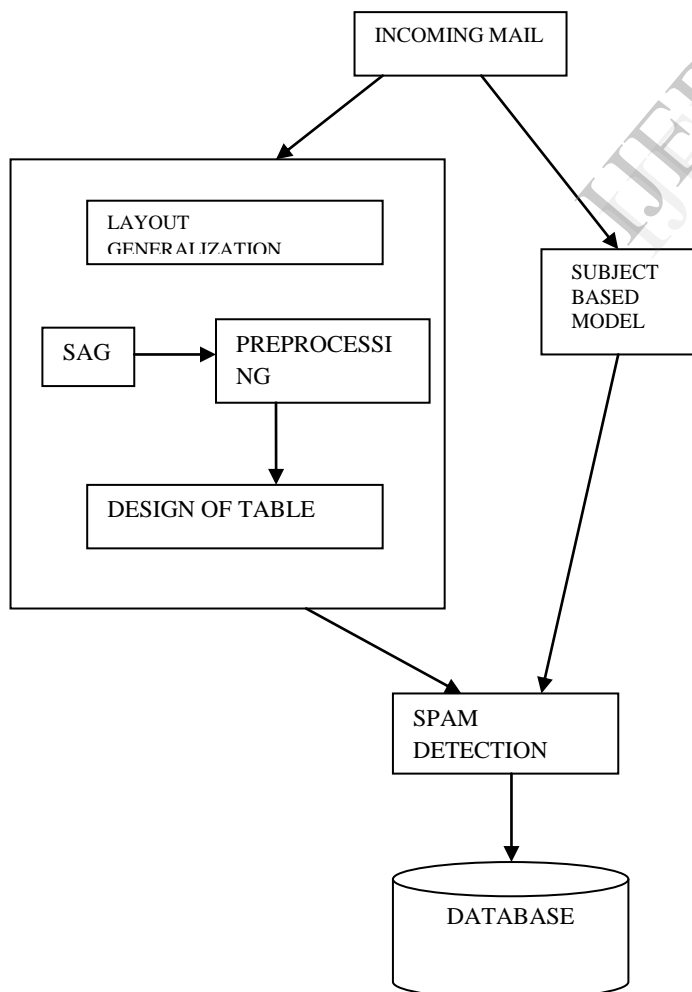 INCOMING MAIL
LAYOUT
GENERALIZATION
SUBJECT
BASED
MODEL
SAG
PREPROCESSI
NG
DESIGN OF TABLE
SPAM
DETECTION
DATABASE